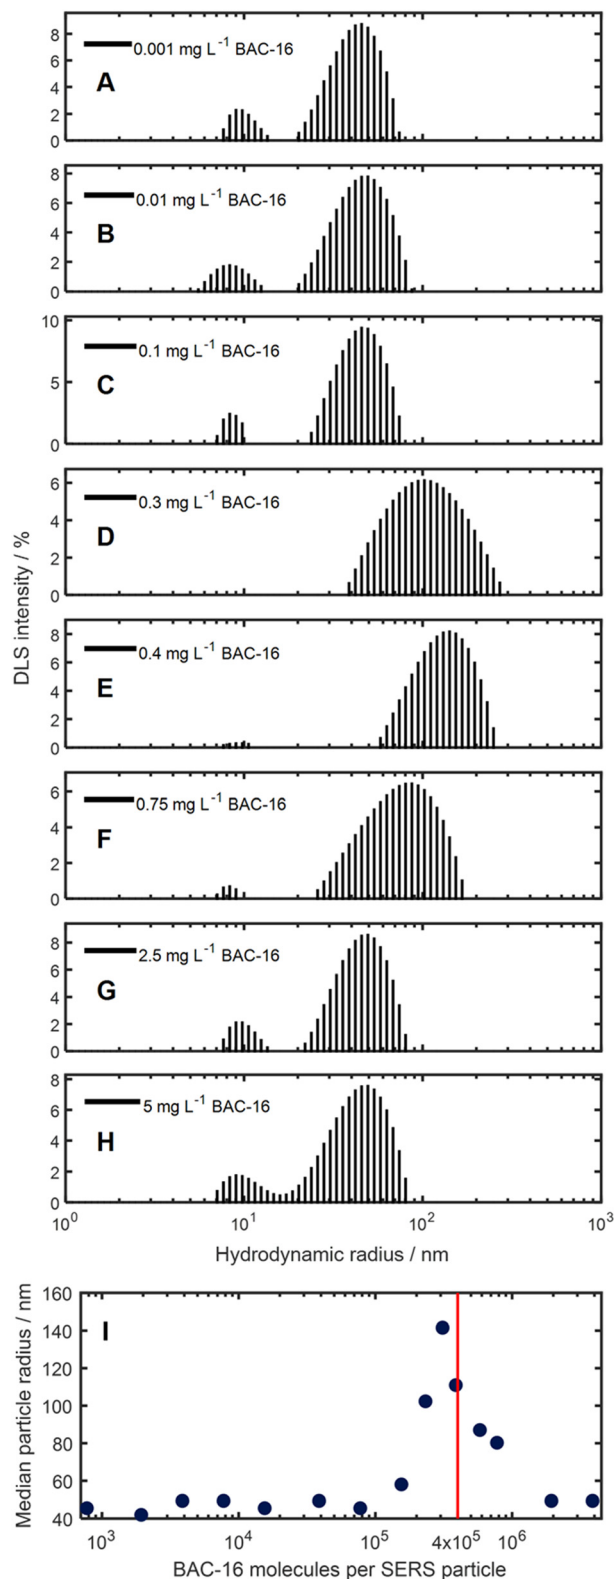 8
6
4
2
0
0.001 mg L⁻¹ BAC-16
A
8
6
4
2
0
0.01 mg L⁻¹ BAC-16
B
10
5
0
0.1 mg L⁻¹ BAC-16
C
6
4
2
0
0.3 mg L⁻¹ BAC-16
D
DLS intensity / %
8
6
4
2
0
0.4 mg L⁻¹ BAC-16
E
6
4
2
0
0.75 mg L⁻¹ BAC-16
F
8
6
4
2
0
2.5 mg L⁻¹ BAC-16
G
8
6
4
2
0
5 mg L⁻¹ BAC-16
H
10⁰ 10¹ 10² 10³
Hydrodynamic radius / nm
160
140
120
100
80
60
40
Median particle radius / nm
I
10³ 10⁴ 10⁵ 4x10⁵ 10⁶
BAC-16 molecules per SERS particle